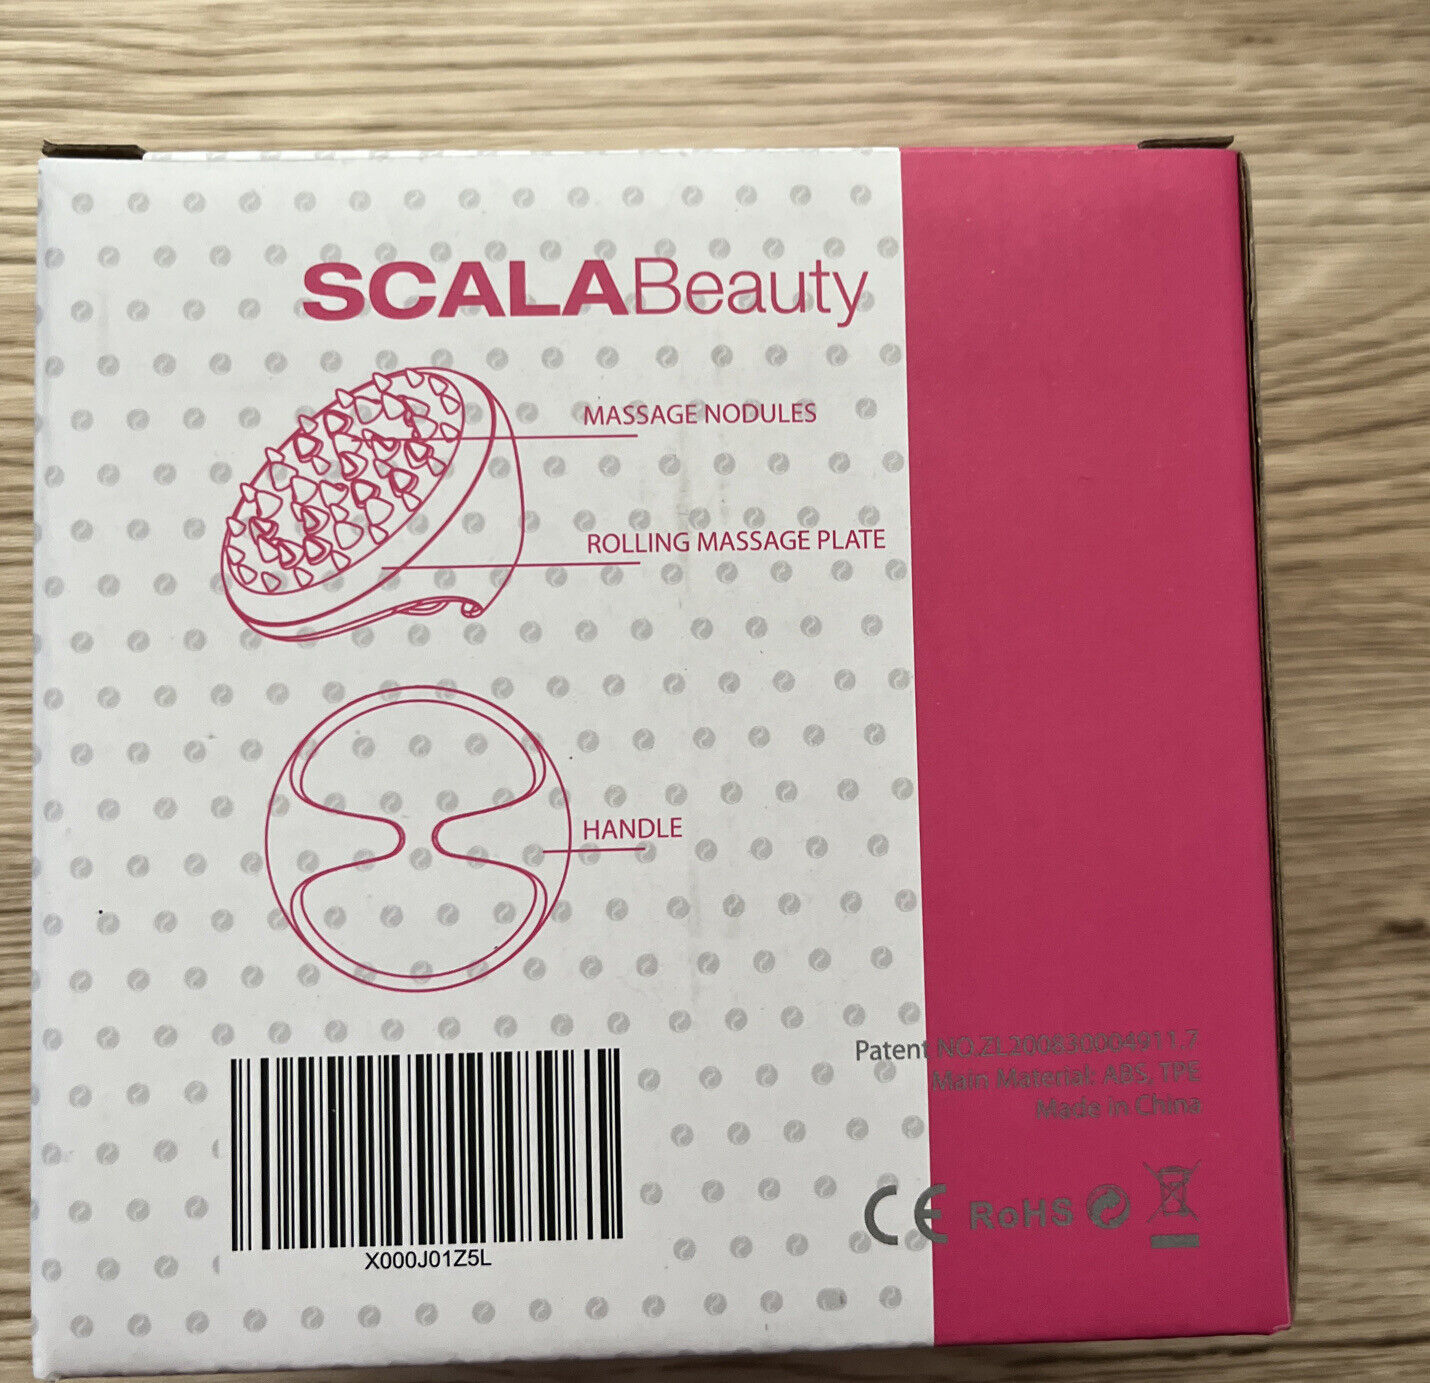 SCALABeauty
MASSAGE NODULES
ROLLING MASSAGE PLATE
HANDLE
Patent NO.ZL200830004911.7
Main Material: ABS, TPE
Made in China
CE RoHS
X000J01Z5L